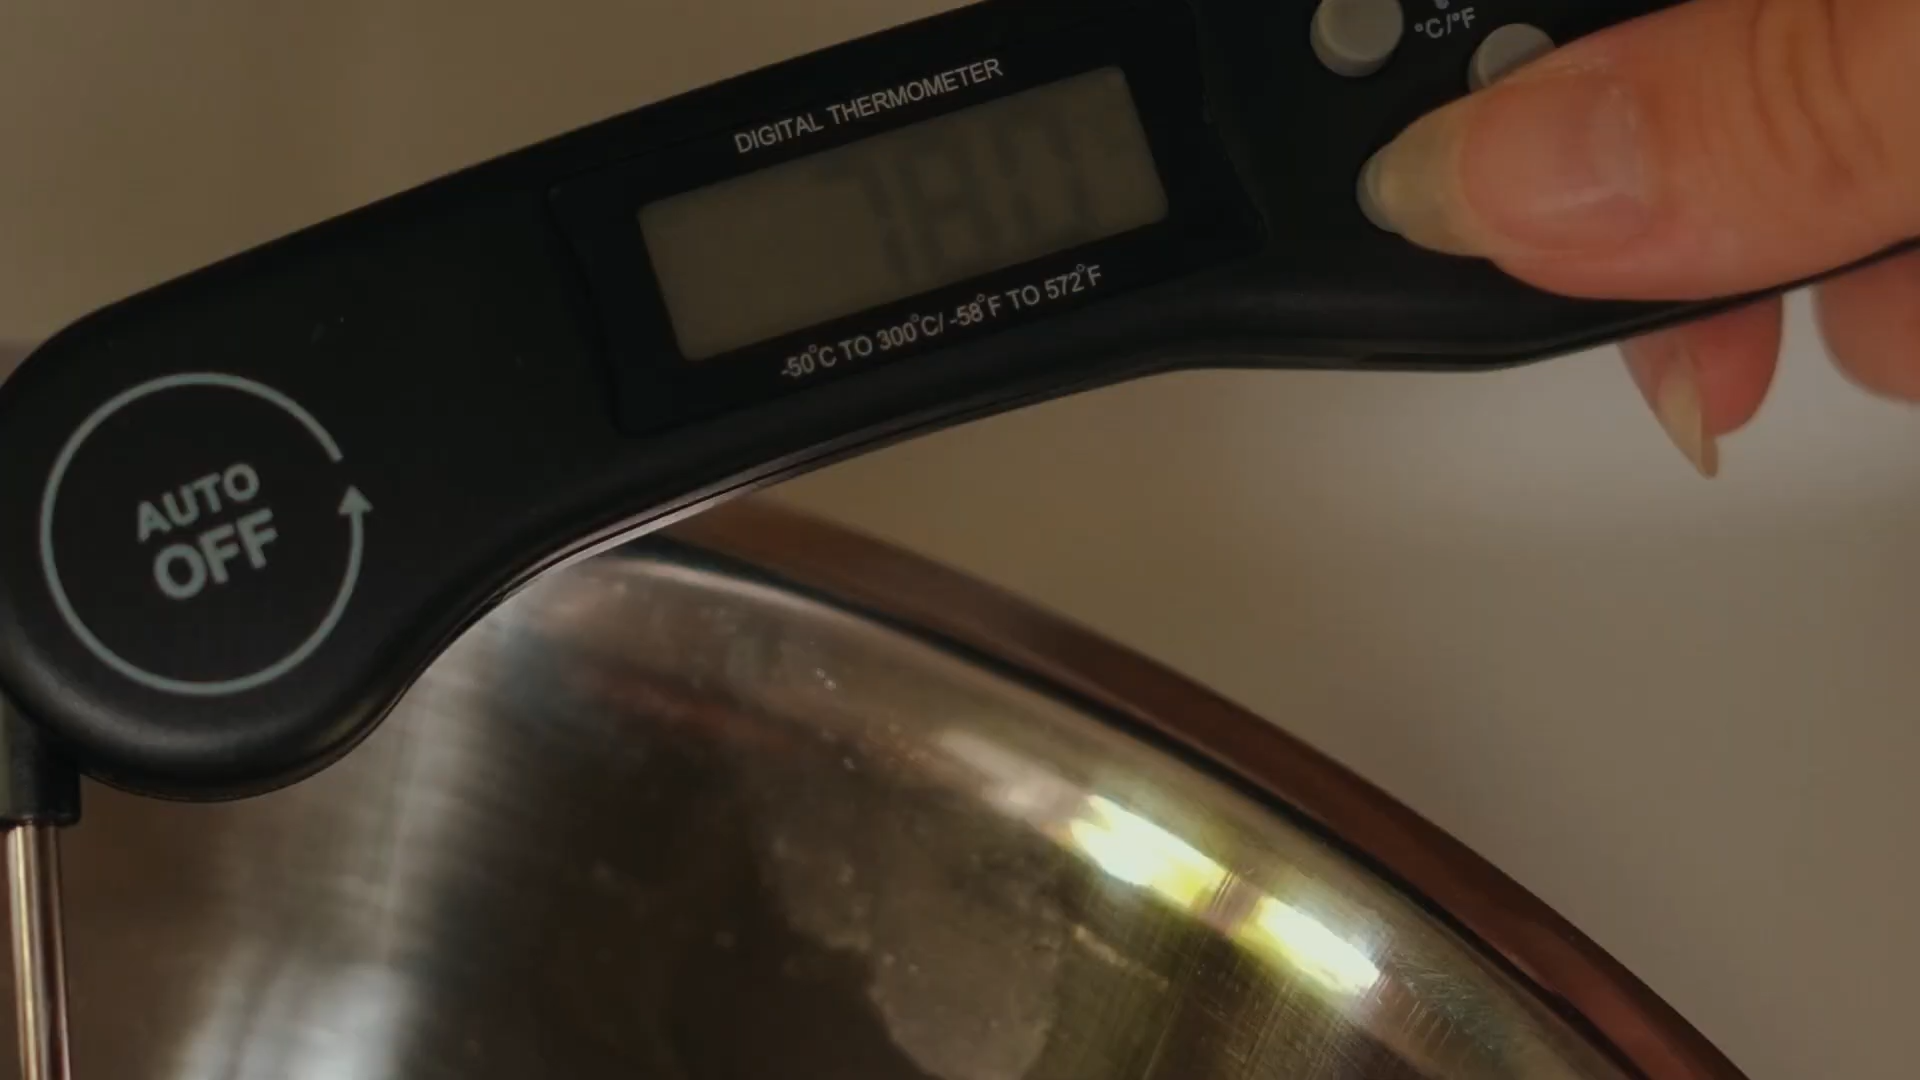 °C/°F
DIGITAL THERMOMETER
-50°C TO 300°C/ -58°F TO 572°F
AUTO
OFF